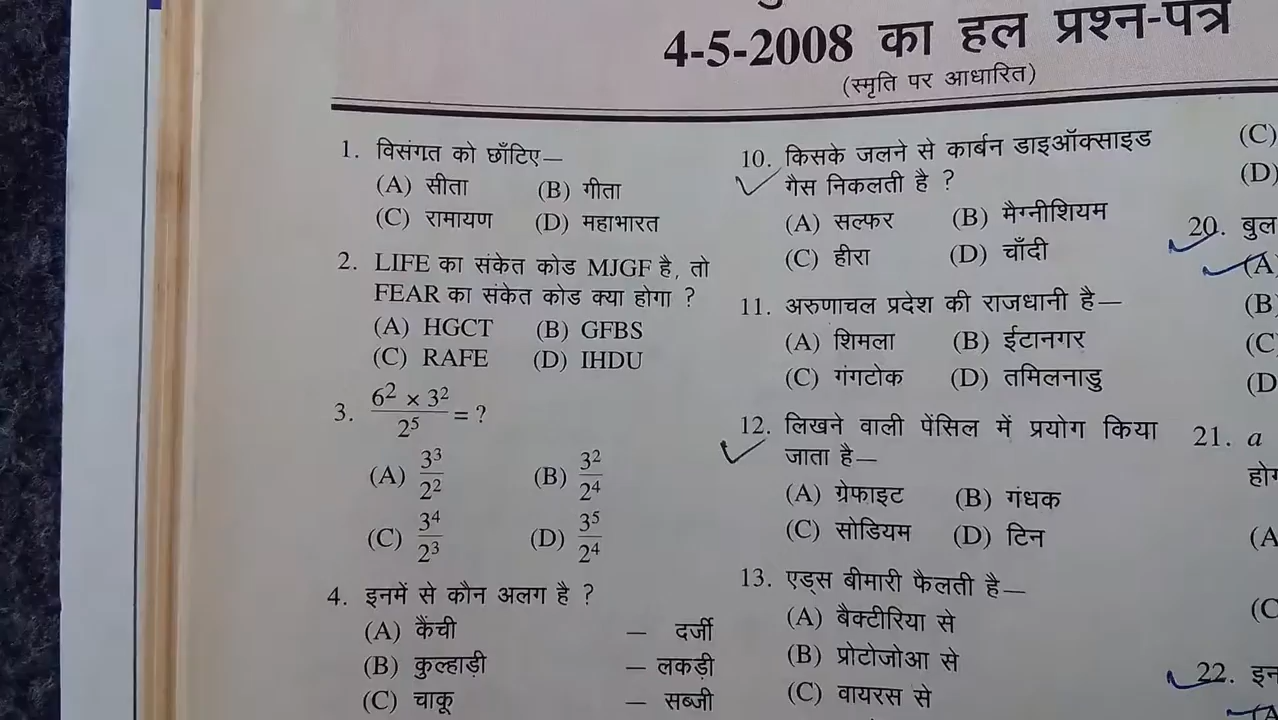 4-5-2008 का हल प्रश्न-पत्र
(स्मृति पर आधारित)
1. विसंगत को छाँटिए—
(A) सीता (B) गीता
(C) रामायण (D) महाभारत
2. LIFE का संकेत कोड MJGF है, तो
FEAR का संकेत कोड क्या होगा ?
(A) HGCT (B) GFBS
(C) RAFE (D) IHDU
3. 6² × 3² / 2⁵ = ?
(A) 3³/2² (B) 3²/2⁴
(C) 3⁴/2³ (D) 3⁵/2⁴
4. इनमें से कौन अलग है ?
(A) कैंची — दर्जी
(B) कुल्हाड़ी — लकड़ी
(C) चाकू — सब्जी
10. किसके जलने से कार्बन डाइऑक्साइड
गैस निकलती है ?
(A) सल्फर (B) मैग्नीशियम
(C) हीरा (D) चाँदी
11. अरुणाचल प्रदेश की राजधानी है—
(A) शिमला (B) ईटानगर
(C) गंगटोक (D) तमिलनाडु
12. लिखने वाली पेंसिल में प्रयोग किया
जाता है—
(A) ग्रेफाइट (B) गंधक
(C) सोडियम (D) टिन
13. एड्स बीमारी फैलती है—
(A) बैक्टीरिया से
(B) प्रोटोजोआ से
(C) वायरस से
(C)
(D)
20.
(A)
(B)
(C
(D
21. a
(A
(C
22.